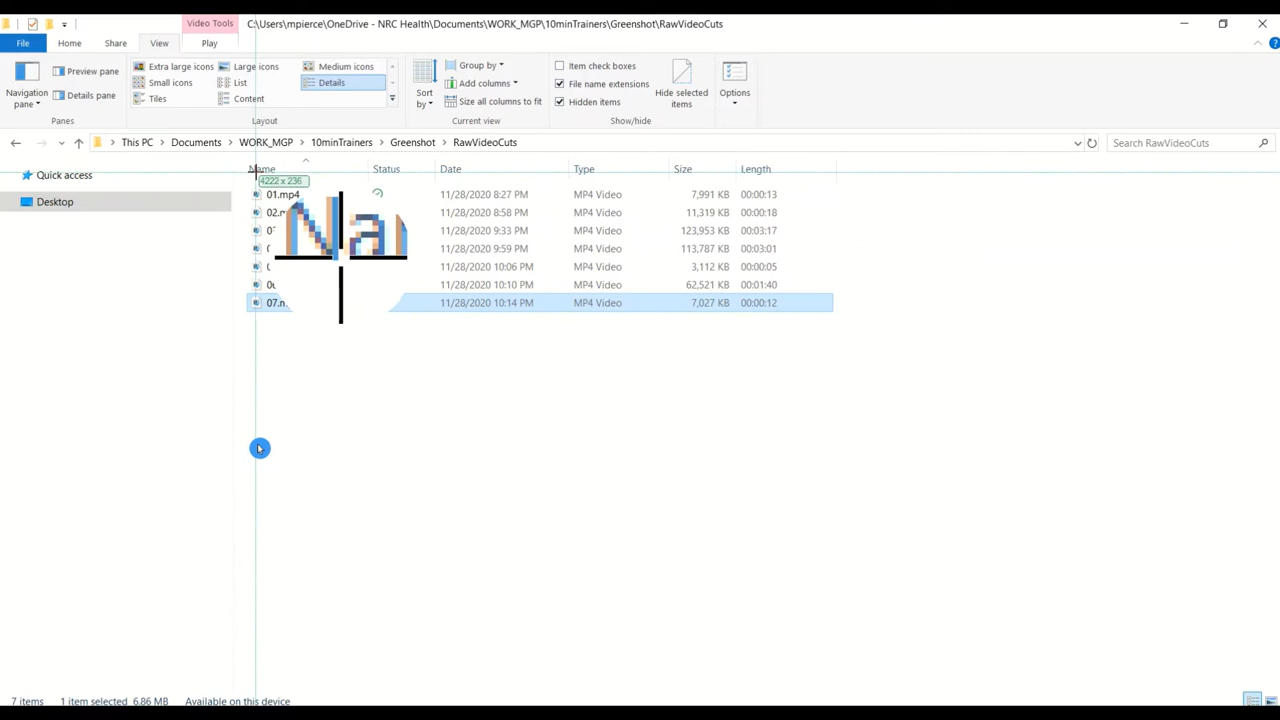 Video Tools C:\Users\mpierce\OneDrive - NRC Health\Documents\WORK_MGP\10minTrainers\Greenshot\RawVideoCuts
File Home Share View Play
Navigation pane
Preview pane
Details pane
Panes
Extra large icons Large icons Medium icons
Small icons List Details
Tiles Content
Layout
Sort by
Group by
Add columns
Size all columns to fit
Current view
Item check boxes
File name extensions
Hidden items
Hide selected items
Options
Show/hide
This PC Documents WORK_MGP 10minTrainers Greenshot RawVideoCuts Search RawVideoCuts
Quick access
Desktop
Name Status Date Type Size Length
4222 x 236
01.mp4 11/28/2020 8:27 PM MP4 Video 7,991 KB 00:00:13
02.m 11/28/2020 8:58 PM MP4 Video 11,319 KB 00:00:18
11/28/2020 9:33 PM MP4 Video 123,953 KB 00:03:17
11/28/2020 9:59 PM MP4 Video 113,787 KB 00:03:01
11/28/2020 10:06 PM MP4 Video 3,112 KB 00:00:05
11/28/2020 10:10 PM MP4 Video 62,521 KB 00:01:40
07.m 11/28/2020 10:14 PM MP4 Video 7,027 KB 00:00:12
Na
7 items 1 item selected 6.86 MB Available on this device